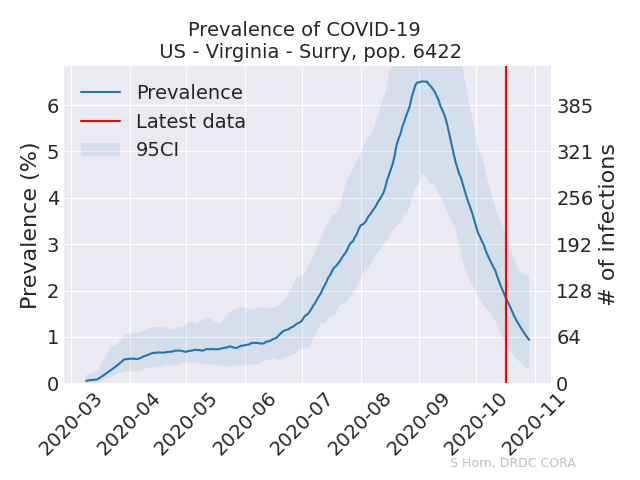 Prevalence of COVID-19
US - Virginia - Surry, pop. 6422
Prevalence
Latest data
95CI
Prevalence (%)
6
5
4
3
2
1
0
385
321
256
192
128
64
0
# of infections
2020-03
2020-04
2020-05
2020-06
2020-07
2020-08
2020-09
2020-10
2020-11
S Horn, DRDC CORA